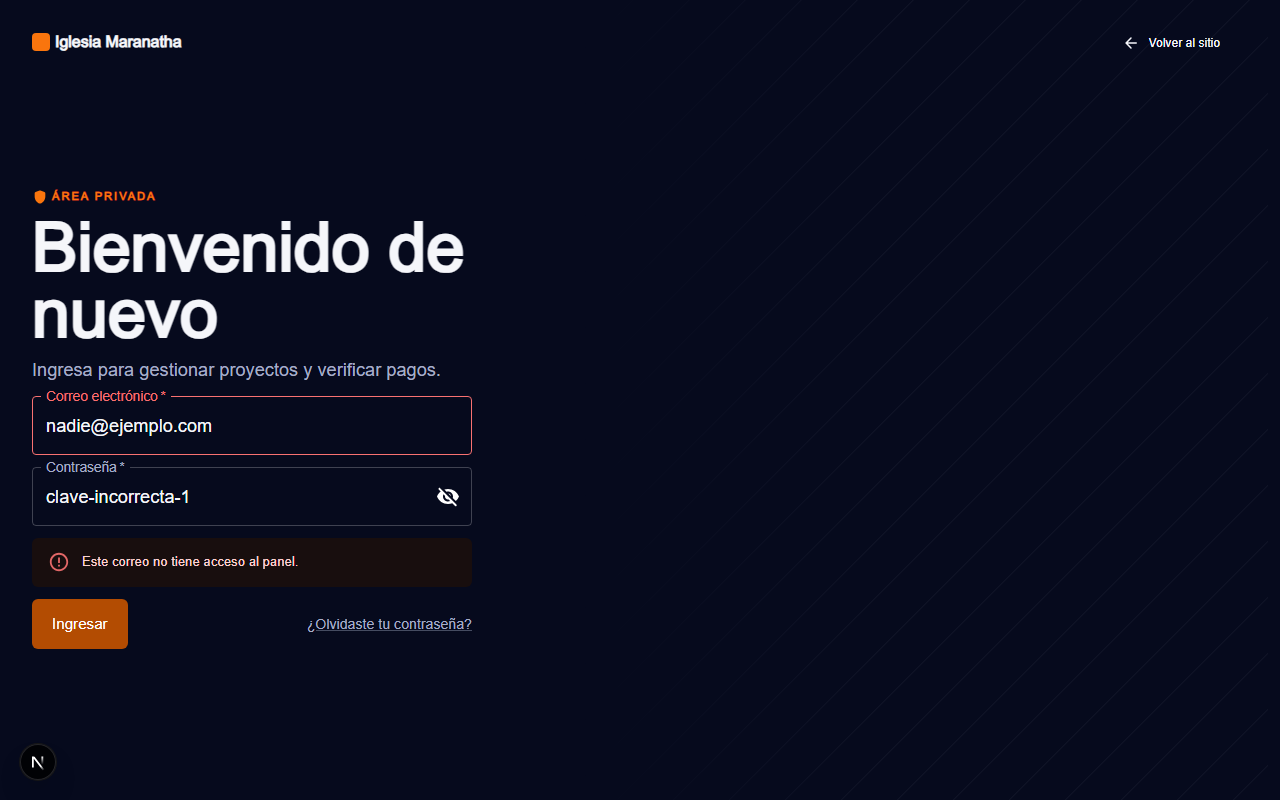 Iglesia Maranatha
Volver al sitio
ÁREA PRIVADA
Bienvenido de
nuevo
Ingresa para gestionar proyectos y verificar pagos.
Correo electrónico *
nadie@ejemplo.com
Contraseña *
clave-incorrecta-1
Este correo no tiene acceso al panel.
Ingresar
¿Olvidaste tu contraseña?
N